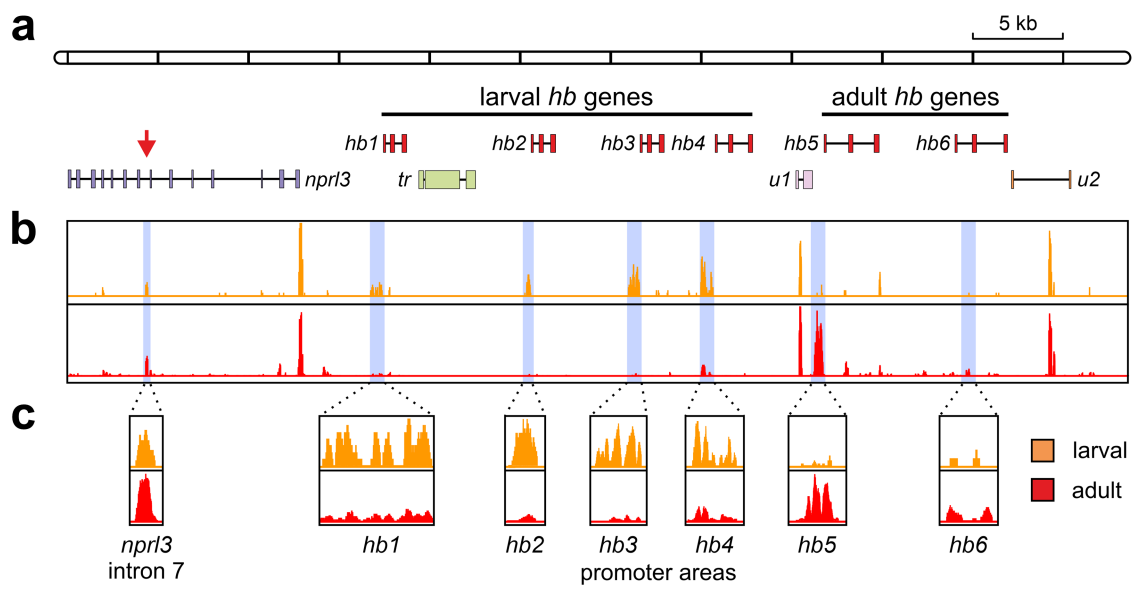 a
5 kb
larval hb genes
adult hb genes
hb1
hb2
hb3
hb4
hb5
hb6
nprl3
tr
u1
u2
b
c
larval
adult
nprl3
intron 7
hb1
hb2
hb3
hb4
hb5
hb6
promoter areas